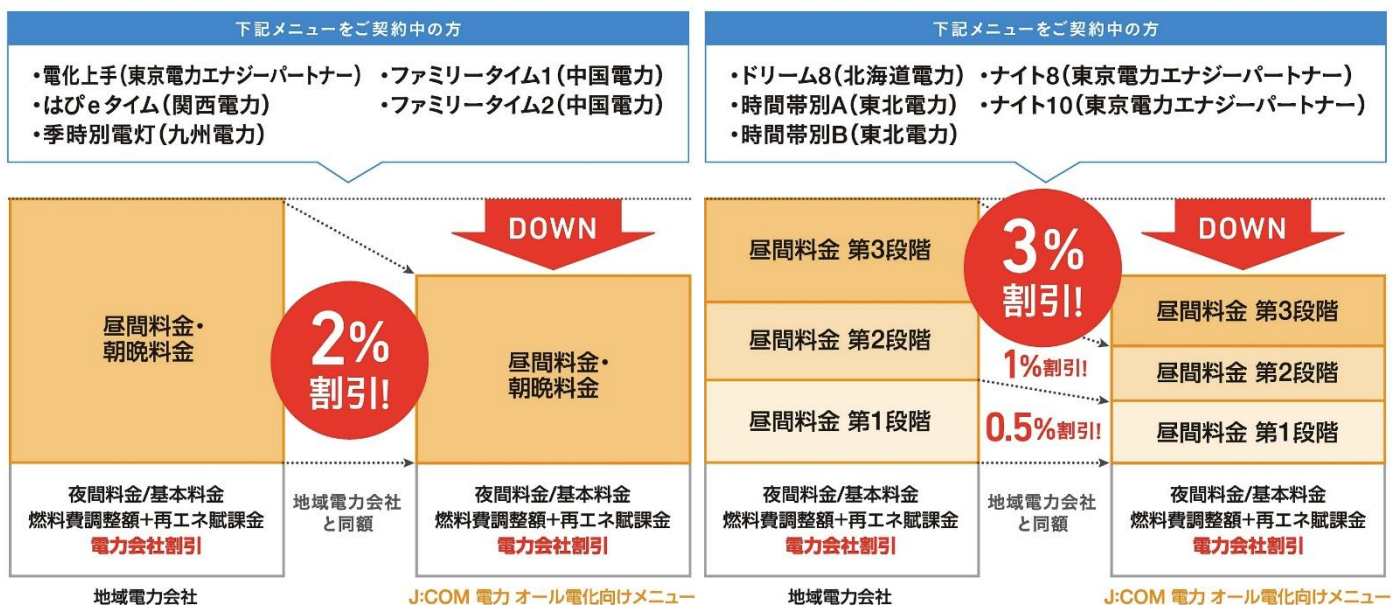 下記メニューをご契約中の方
・電化上手(東京電力エナジーパートナー)
・はぴeタイム(関西電力)
・季時別電灯(九州電力)
・ファミリータイム1(中国電力)
・ファミリータイム2(中国電力)
DOWN
昼間料金・
朝晩料金
2%
割引!
昼間料金・
朝晩料金
夜間料金/基本料金
燃料費調整額+再エネ賦課金
電力会社割引
地域電力会社
と同額
夜間料金/基本料金
燃料費調整額+再エネ賦課金
電力会社割引
地域電力会社
J:COM 電力 オール電化向けメニュー
下記メニューをご契約中の方
・ドリーム8(北海道電力)
・時間帯別A(東北電力)
・時間帯別B(東北電力)
・ナイト8(東京電力エナジーパートナー)
・ナイト10(東京電力エナジーパートナー)
DOWN
昼間料金 第3段階
3%
割引!
昼間料金 第3段階
昼間料金 第2段階
1%割引!
昼間料金 第2段階
昼間料金 第1段階
0.5%割引!
昼間料金 第1段階
夜間料金/基本料金
燃料費調整額+再エネ賦課金
電力会社割引
地域電力会社
と同額
夜間料金/基本料金
燃料費調整額+再エネ賦課金
電力会社割引
地域電力会社
J:COM 電力 オール電化向けメニュー